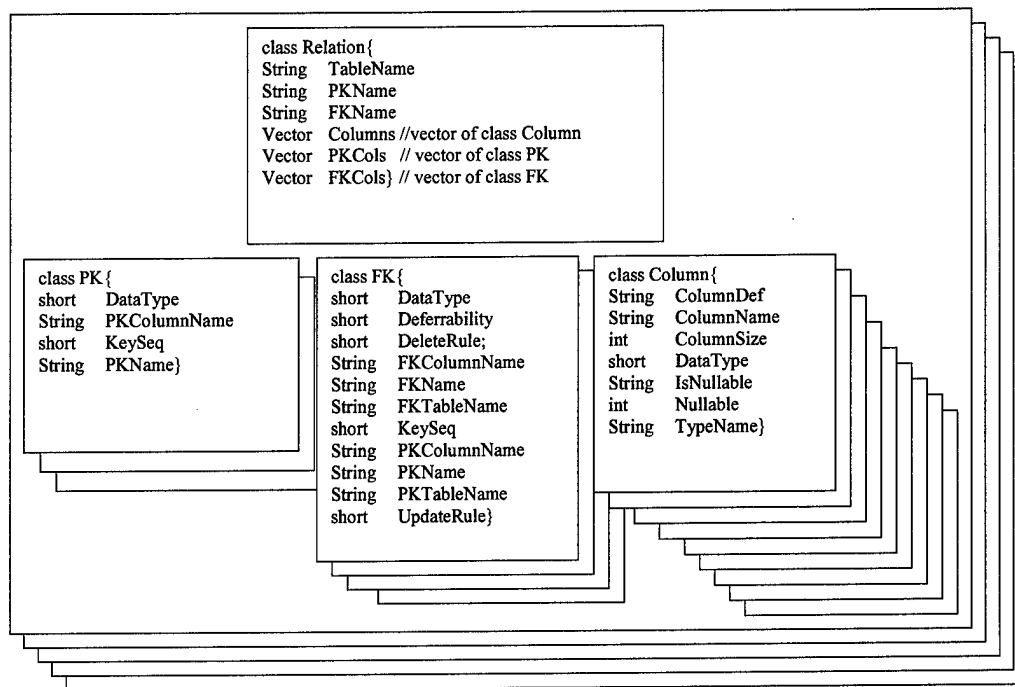 class Relation{
String TableName
String PKName
String FKName
Vector Columns //vector of class Column
Vector PKCols // vector of class PK
Vector FKCols} // vector of class FK
class PK{
short DataType
String PKColumnName
short KeySeq
String PKName}
class FK{
short DataType
short Deferrability
short DeleteRule;
String FKColumnName
String FKName
String FKTableName
short KeySeq
String PKColumnName
String PKName
String PKTableName
short UpdateRule}
class Column{
String ColumnDef
String ColumnName
int ColumnSize
short DataType
String IsNullable
int Nullable
String TypeName}